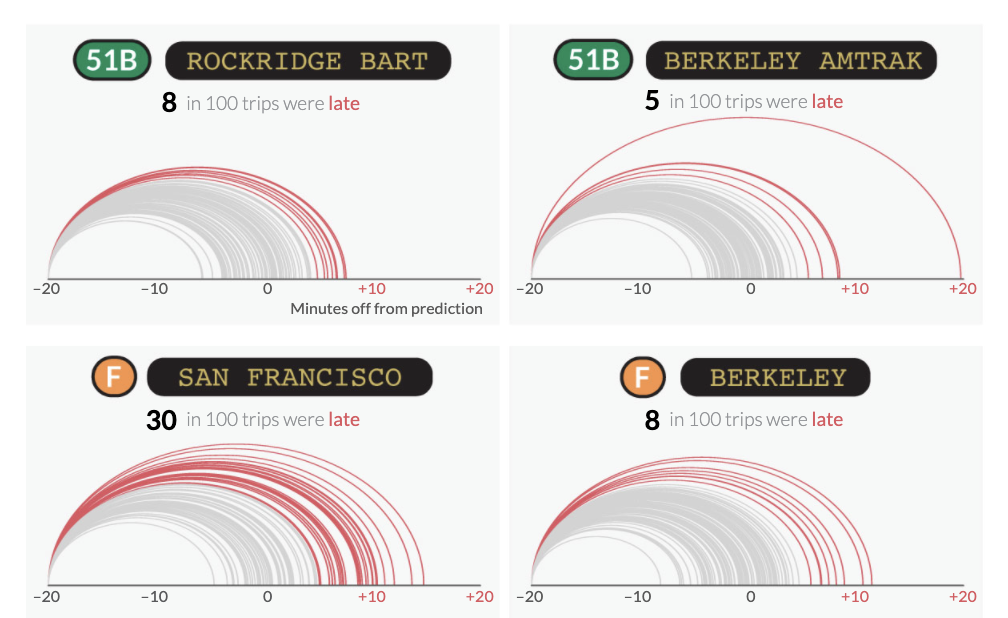 51B ROCKRIDGE BART
8 in 100 trips were late
−20 −10 0 +10 +20
Minutes off from prediction
51B BERKELEY AMTRAK
5 in 100 trips were late
−20 −10 0 +10 +20
F SAN FRANCISCO
30 in 100 trips were late
−20 −10 0 +10 +20
F BERKELEY
8 in 100 trips were late
−20 −10 0 +10 +20